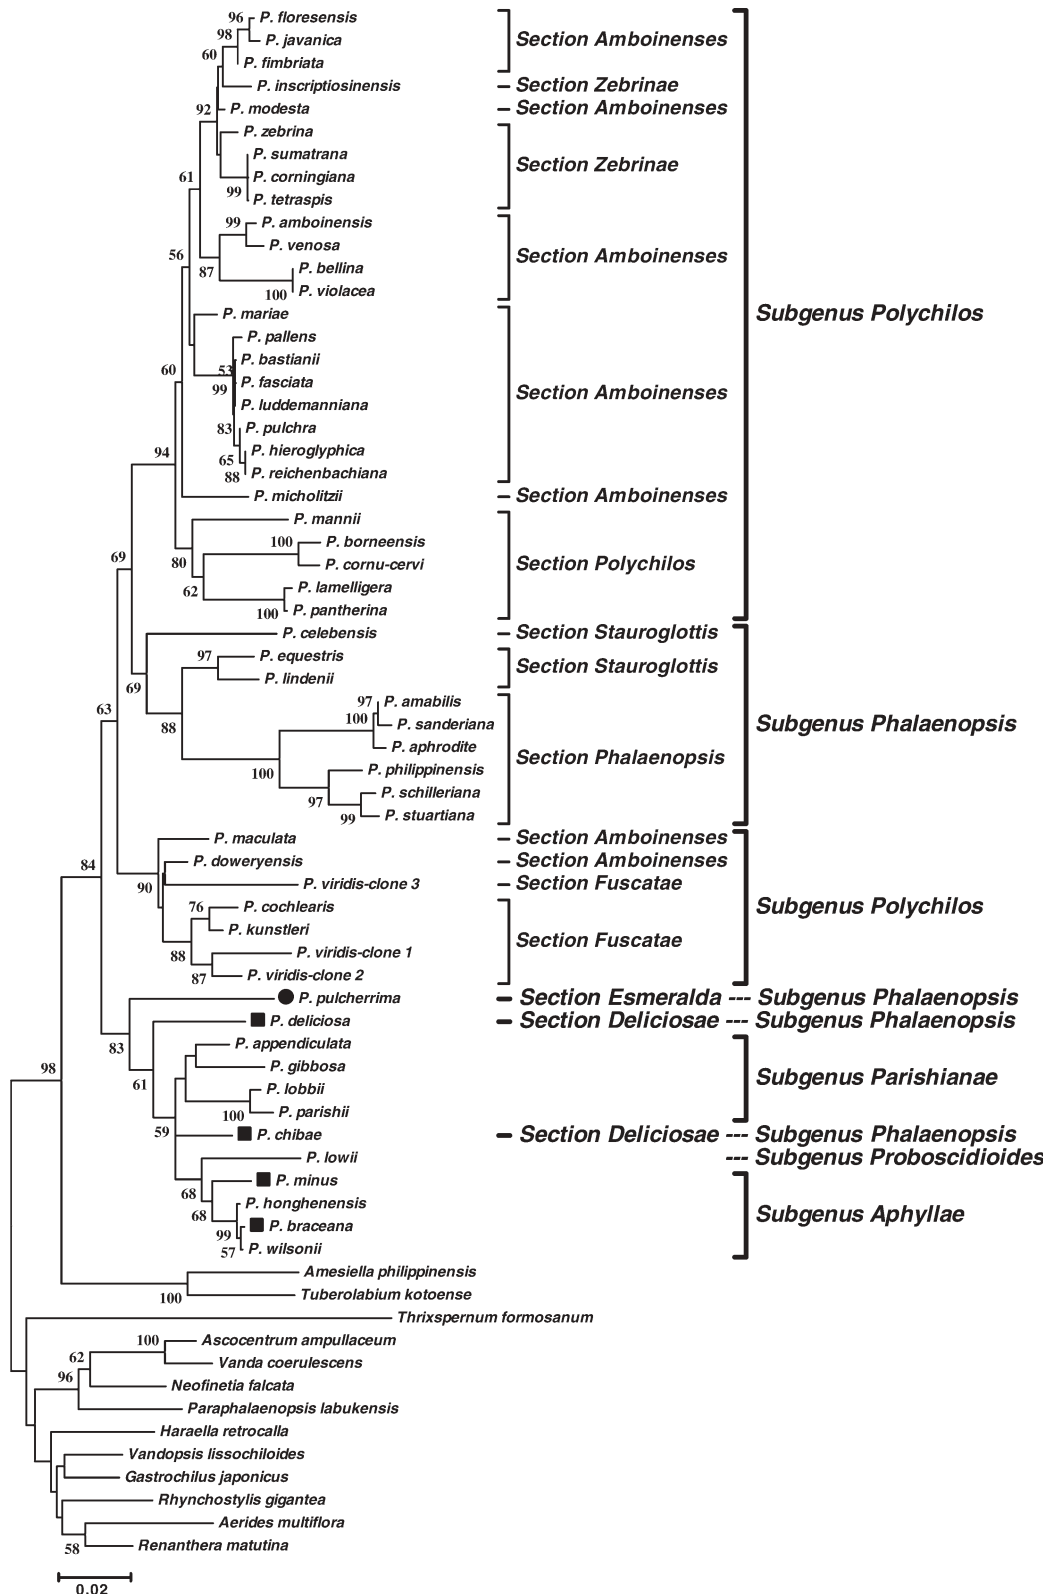 96 P. floresensis
98 P. javanica Section Amboinenses
60 P. fimbriata
P. inscriptiosinensis Section Zebrinae
92 P. modesta Section Amboinenses
P. zebrina
P. sumatrana Section Zebrinae
61 P. corningiana
99 P. tetraspis
99 P. amboinensis
56 P. venosa Section Amboinenses
87 P. bellina
100 P. violacea
P. mariae Subgenus Polychilos
P. pallens
P. bastianii
60 53 P. fasciata
99 P. luddemanniana Section Amboinenses
83 P. pulchra
94 65 P. hieroglyphica
88 P. reichenbachiana
P. micholitzii Section Amboinenses
P. mannii
100 P. borneensis
69 80 P. cornu-cervi Section Polychilos
62 P. lamelligera
100 P. pantherina
P. celebensis Section Stauroglottis
97 P. equestris
69 P. lindenii Section Stauroglottis
63 97 P. amabilis
88 100 P. sanderiana Subgenus Phalaenopsis
P. aphrodite
100 P. philippinensis Section Phalaenopsis
97 P. schilleriana
99 P. stuartiana
P. maculata Section Amboinenses
84 P. doweryensis Section Amboinenses
90 P. viridis-clone 3 Section Fuscatae
76 P. cochlearis Subgenus Polychilos
P. kunstleri
88 P. viridis-clone 1 Section Fuscatae
87 P. viridis-clone 2
P. pulcherrima Section Esmeralda --- Subgenus Phalaenopsis
P. deliciosa Section Deliciosae --- Subgenus Phalaenopsis
83 P. appendiculata
98 61 P. gibbosa
P. lobbii Subgenus Parishianae
100 P. parishii
59 P. chibae Section Deliciosae --- Subgenus Phalaenopsis
P. lowii --- Subgenus Proboscidioides
68 P. minus
68 P. honghenensis
99 P. braceana Subgenus Aphyllae
57 P. wilsonii
Amesiella philippinensis
100 Tuberolabium kotoense
Thrixspernum formosanum
100 Ascocentrum ampullaceum
62 Vanda coerulescens
96 Neofinetia falcata
Paraphalaenopsis labukensis
Haraella retrocalla
Vandopsis lissochiloides
Gastrochilus japonicus
Rhynchostylis gigantea
Aerides multiflora
58 Renanthera matutina
0.02